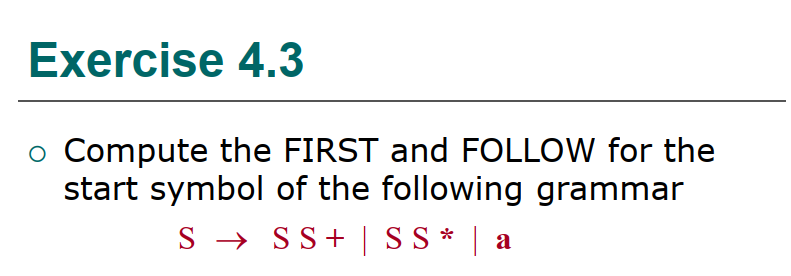 Exercise 4.3
Compute the FIRST and FOLLOW for the
start symbol of the following grammar
S → S S + | S S * | a